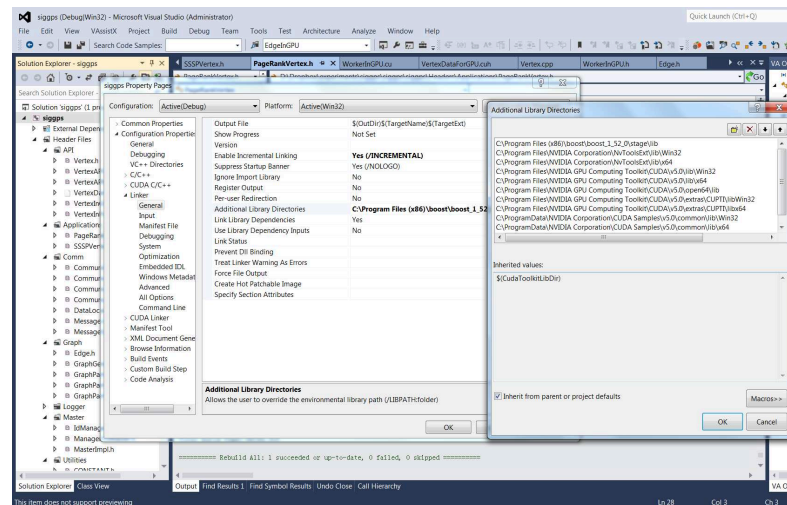 siggps (Debug|Win32) - Microsoft Visual Studio (Administrator)
Quick Launch (Ctrl+Q)
File Edit View VAssistX Project Build Debug Team Tools Test Architecture Analyze Window Help
Search Code Samples:
EdgeInGPU
Solution Explorer - siggps
SSSPVertex.h
PageRankVertex.h
WorkerInGPU.cu
VertexDataForGPU.cuh
Vertex.cpp
WorkerInGPU.h
Edge.h
Go
Search Solution Explorer -
siggps Property Pages
Configuration: Active(Debug)
Platform: Active(Win32)
Solution 'siggps' (1 pr
siggps
External Depen
Header Files
API
Vertex.h
VertexAP
VertexAP
VertexDa
VertexIn
VertexIn
Application
PageRan
SSSPVer
Comm
Commun
Commun
Commun
Commun
DataLoc
Message
Message
Graph
Edge.h
GraphGe
GraphPa
GraphPa
GraphPa
Logger
Master
IdManag
Manage
MasterImpl.h
Utilities
CONSTANT.h
Common Properties
Configuration Propertie
General
Debugging
VC++ Directories
C/C++
CUDA C/C++
Linker
General
Input
Manifest File
Debugging
System
Optimization
Embedded IDL
Windows Metadat
Advanced
All Options
Command Line
CUDA Linker
Manifest Tool
XML Document Gene
Browse Information
Build Events
Custom Build Step
Code Analysis
Output File $(OutDir)$(TargetName)$(TargetExt)
Show Progress Not Set
Version
Enable Incremental Linking Yes (/INCREMENTAL)
Suppress Startup Banner Yes (/NOLOGO)
Ignore Import Library No
Register Output No
Per-user Redirection No
Additional Library Directories C:\Program Files (x86)\boost\boost_1_52
Link Library Dependencies Yes
Use Library Dependency Inputs No
Link Status
Prevent Dll Binding
Treat Linker Warning As Errors
Force File Output
Create Hot Patchable Image
Specify Section Attributes
Additional Library Directories
Allows the user to override the environmental library path (/LIBPATH:folder)
OK
Additional Library Directories
C:\Program Files (x86)\boost\boost_1_52_0\stage\lib
C:\Program Files\NVIDIA Corporation\NvToolsExt\lib\Win32
C:\Program Files\NVIDIA Corporation\NvToolsExt\lib\x64
C:\Program Files\NVIDIA GPU Computing Toolkit\CUDA\v5.0\lib\Win32
C:\Program Files\NVIDIA GPU Computing Toolkit\CUDA\v5.0\lib\x64
C:\Program Files\NVIDIA GPU Computing Toolkit\CUDA\v5.0\open64\lib
C:\Program Files\NVIDIA GPU Computing Toolkit\CUDA\v5.0\extras\CUPTI\libWin32
C:\Program Files\NVIDIA GPU Computing Toolkit\CUDA\v5.0\extras\CUPTI\libx64
C:\ProgramData\NVIDIA Corporation\CUDA Samples\v5.0\common\lib\Win32
C:\ProgramData\NVIDIA Corporation\CUDA Samples\v5.0\common\lib\x64
Inherited values:
$(CudaToolkitLibDir)
Inherit from parent or project defaults
Macros>>
OK
Cancel
========== Rebuild All: 1 succeeded or up-to-date, 0 failed, 0 skipped ==========
Solution Explorer Class View
Output Find Results 1 Find Symbol Results Undo Close Call Hierarchy
VA O
This item does not support previewing
Ln 28 Col 3 Ch 3